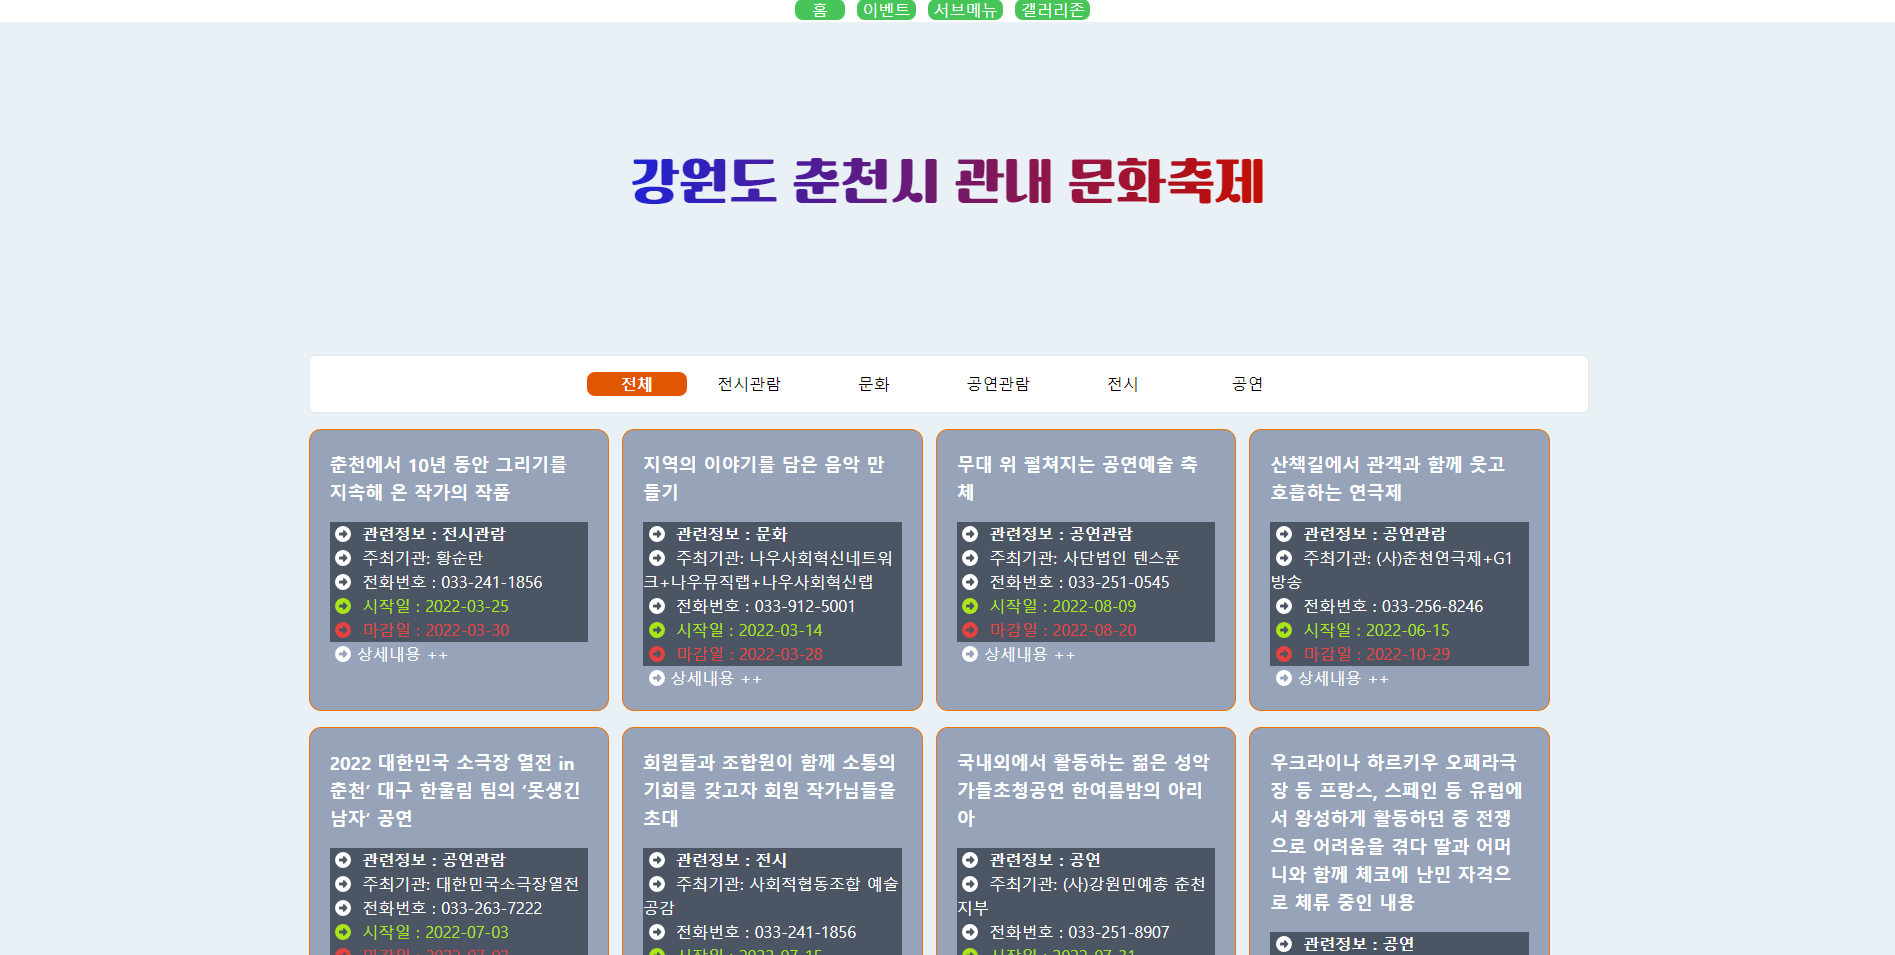 홈 이벤트 서브메뉴 갤러리존
강원도 춘천시 관내 문화축제
전체 전시관람 문화 공연관람 전시 공연
춘천에서 10년 동안 그리기를
지속해 온 작가의 작품
관련정보 : 전시관람
주최기관: 황순란
전화번호 : 033-241-1856
시작일 : 2022-03-25
마감일 : 2022-03-30
상세내용 ++
지역의 이야기를 담은 음악 만
들기
관련정보 : 문화
주최기관: 나우사회혁신네트워
크+나우뮤직랩+나우사회혁신랩
전화번호 : 033-912-5001
시작일 : 2022-03-14
마감일 : 2022-03-28
상세내용 ++
무대 위 펼쳐지는 공연예술 축
체
관련정보 : 공연관람
주최기관: 사단법인 텐스푼
전화번호 : 033-251-0545
시작일 : 2022-08-09
마감일 : 2022-08-20
상세내용 ++
산책길에서 관객과 함께 웃고
호흡하는 연극제
관련정보 : 공연관람
주최기관: (사)춘천연극제+G1
방송
전화번호 : 033-256-8246
시작일 : 2022-06-15
마감일 : 2022-10-29
상세내용 ++
2022 대한민국 소극장 열전 in
춘천’ 대구 한울림 팀의 ‘못생긴
남자’ 공연
관련정보 : 공연관람
주최기관: 대한민국소극장열전
전화번호 : 033-263-7222
시작일 : 2022-07-03
회원들과 조합원이 함께 소통의
기회를 갖고자 회원 작가님들을
초대
관련정보 : 전시
주최기관: 사회적협동조합 예술
공감
전화번호 : 033-241-1856
시작일 : 2022-07-15
국내외에서 활동하는 젊은 성악
가들초청공연 한여름밤의 아리
아
관련정보 : 공연
주최기관: (사)강원민예총 춘천
지부
전화번호 : 033-251-8907
시작일 : 2022-07-31
우크라이나 하르키우 오페라극
장 등 프랑스, 스페인 등 유럽에
서 왕성하게 활동하던 중 전쟁
으로 어려움을 겪다 딸과 어머
니와 함께 체코에 난민 자격으
로 체류 중인 내용
관련정보 : 공연